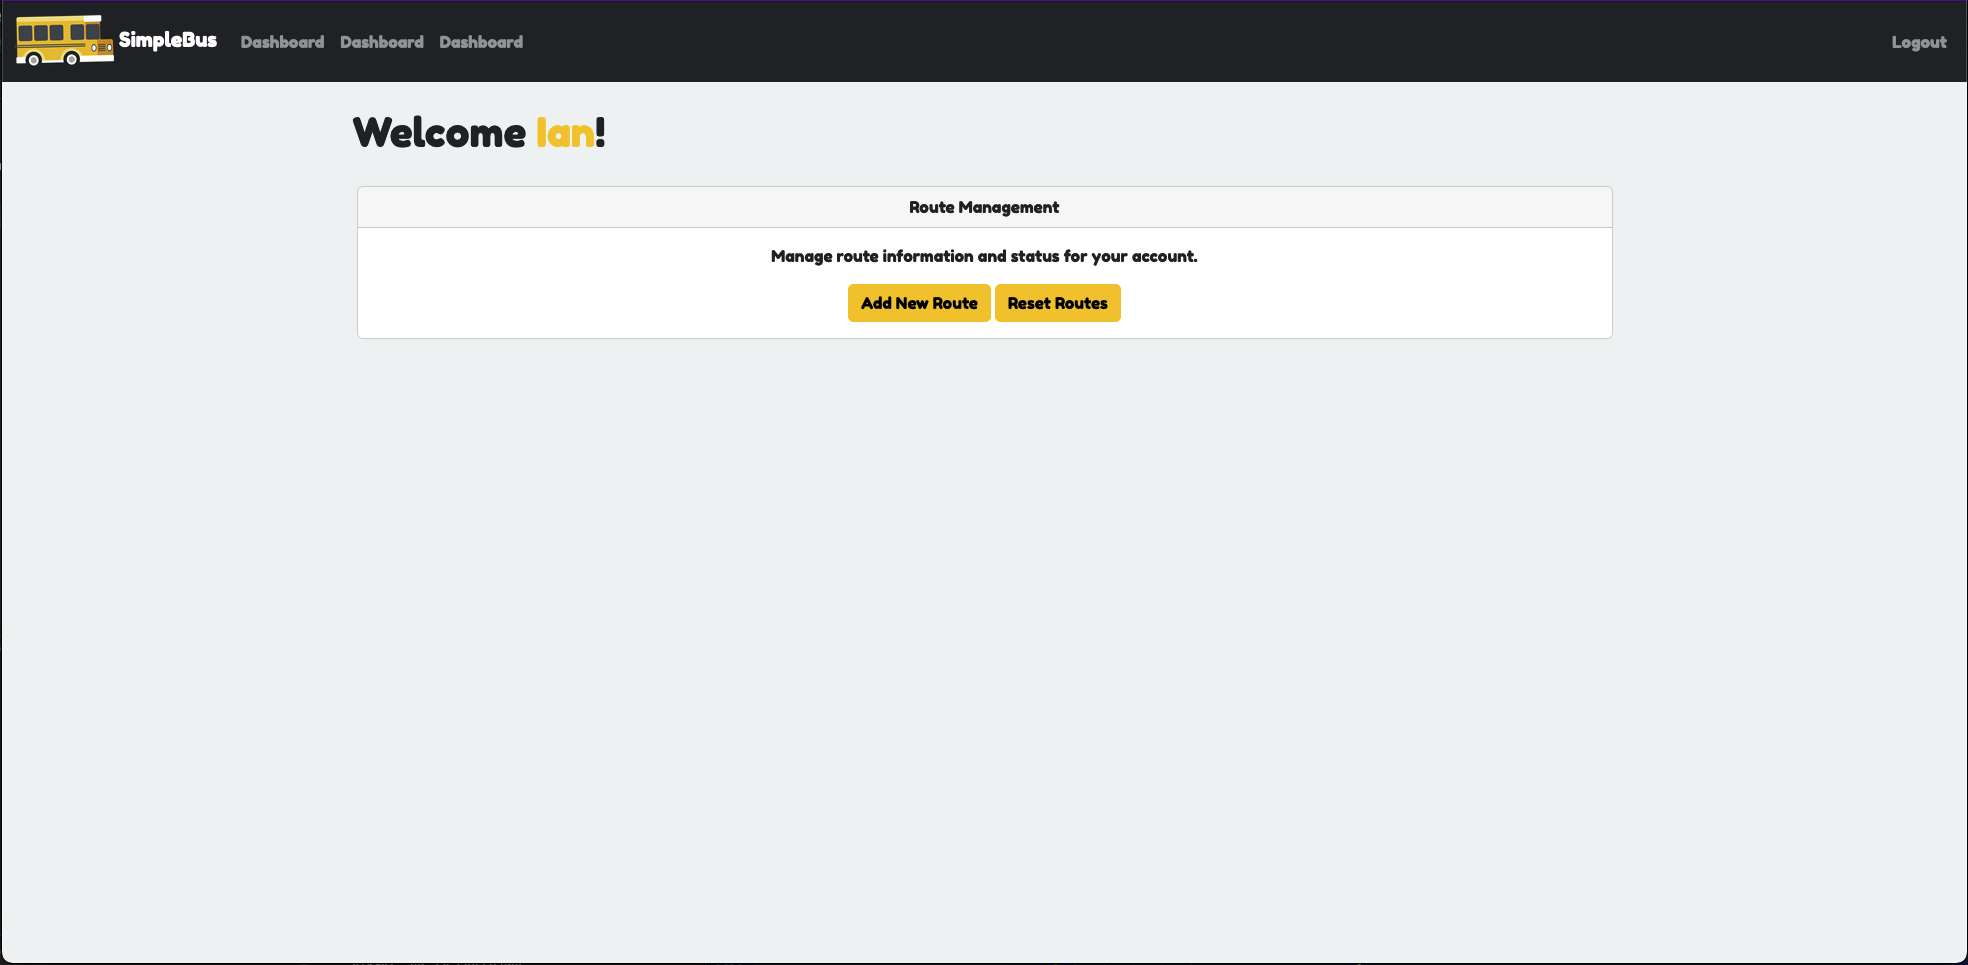 SimpleBus Dashboard Dashboard Dashboard Logout
Welcome Ian!
Route Management
Manage route information and status for your account.
Add New Route Reset Routes